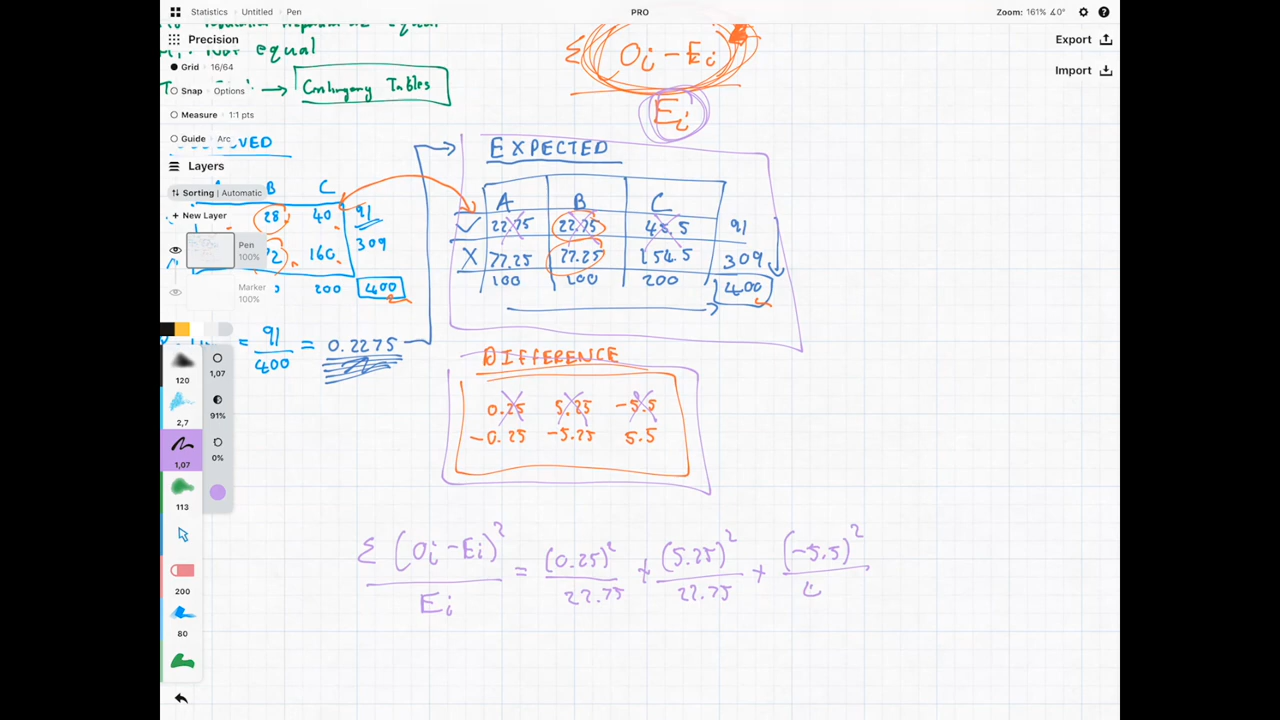 Statistics Untitled Pen PRO Zoom: 161% ∠0°
Precision
Export
Grid 16/64
Import
Snap Options
Measure 1:1 pts
Guide Arc
Layers
Sorting | Automatic
+ New Layer
Pen
100%
Marker
100%
not equal
→ Contingency Tables
Σ (Oi - Ei)²
Ei
B C
28 40 91
2 160 309
200 400
= 91/400 = 0.2275
EXPECTED
A B C
✓ 22.75 22.75 45.5 91
X 77.25 77.25 154.5 309
100 100 200 400
DIFFERENCE
0.25 5.25 -5.5
-0.25 -5.25 5.5
Σ (Oi - Ei)² / Ei = (0.25)²/22.75 + (5.25)²/22.75 + (-5.5)²
120
1,07
2,7
91%
1,07
0%
113
200
80